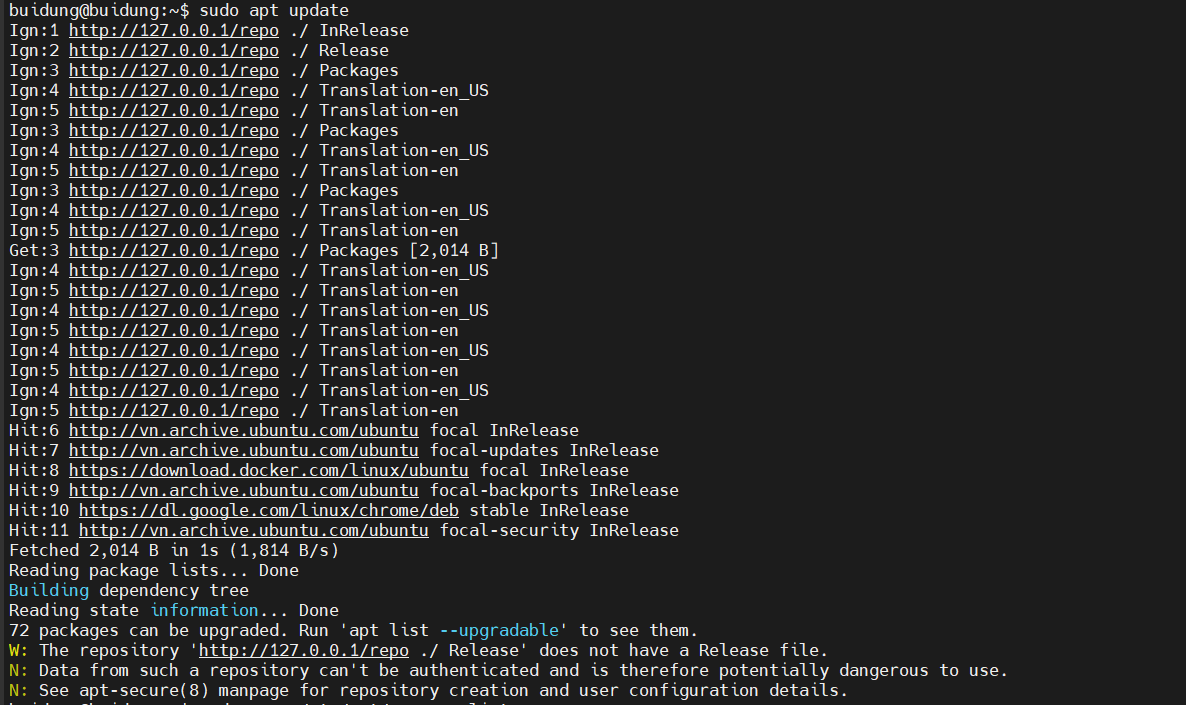 buidung@buidung:~$ sudo apt update
Ign:1 http://127.0.0.1/repo ./ InRelease
Ign:2 http://127.0.0.1/repo ./ Release
Ign:3 http://127.0.0.1/repo ./ Packages
Ign:4 http://127.0.0.1/repo ./ Translation-en_US
Ign:5 http://127.0.0.1/repo ./ Translation-en
Ign:3 http://127.0.0.1/repo ./ Packages
Ign:4 http://127.0.0.1/repo ./ Translation-en_US
Ign:5 http://127.0.0.1/repo ./ Translation-en
Ign:3 http://127.0.0.1/repo ./ Packages
Ign:4 http://127.0.0.1/repo ./ Translation-en_US
Ign:5 http://127.0.0.1/repo ./ Translation-en
Get:3 http://127.0.0.1/repo ./ Packages [2,014 B]
Ign:4 http://127.0.0.1/repo ./ Translation-en_US
Ign:5 http://127.0.0.1/repo ./ Translation-en
Ign:4 http://127.0.0.1/repo ./ Translation-en_US
Ign:5 http://127.0.0.1/repo ./ Translation-en
Ign:4 http://127.0.0.1/repo ./ Translation-en_US
Ign:5 http://127.0.0.1/repo ./ Translation-en
Ign:4 http://127.0.0.1/repo ./ Translation-en_US
Ign:5 http://127.0.0.1/repo ./ Translation-en
Hit:6 http://vn.archive.ubuntu.com/ubuntu focal InRelease
Hit:7 http://vn.archive.ubuntu.com/ubuntu focal-updates InRelease
Hit:8 https://download.docker.com/linux/ubuntu focal InRelease
Hit:9 http://vn.archive.ubuntu.com/ubuntu focal-backports InRelease
Hit:10 https://dl.google.com/linux/chrome/deb stable InRelease
Hit:11 http://vn.archive.ubuntu.com/ubuntu focal-security InRelease
Fetched 2,014 B in 1s (1,814 B/s)
Reading package lists... Done
Building dependency tree
Reading state information... Done
72 packages can be upgraded. Run 'apt list --upgradable' to see them.
W: The repository 'http://127.0.0.1/repo ./ Release' does not have a Release file.
N: Data from such a repository can't be authenticated and is therefore potentially dangerous to use.
N: See apt-secure(8) manpage for repository creation and user configuration details.